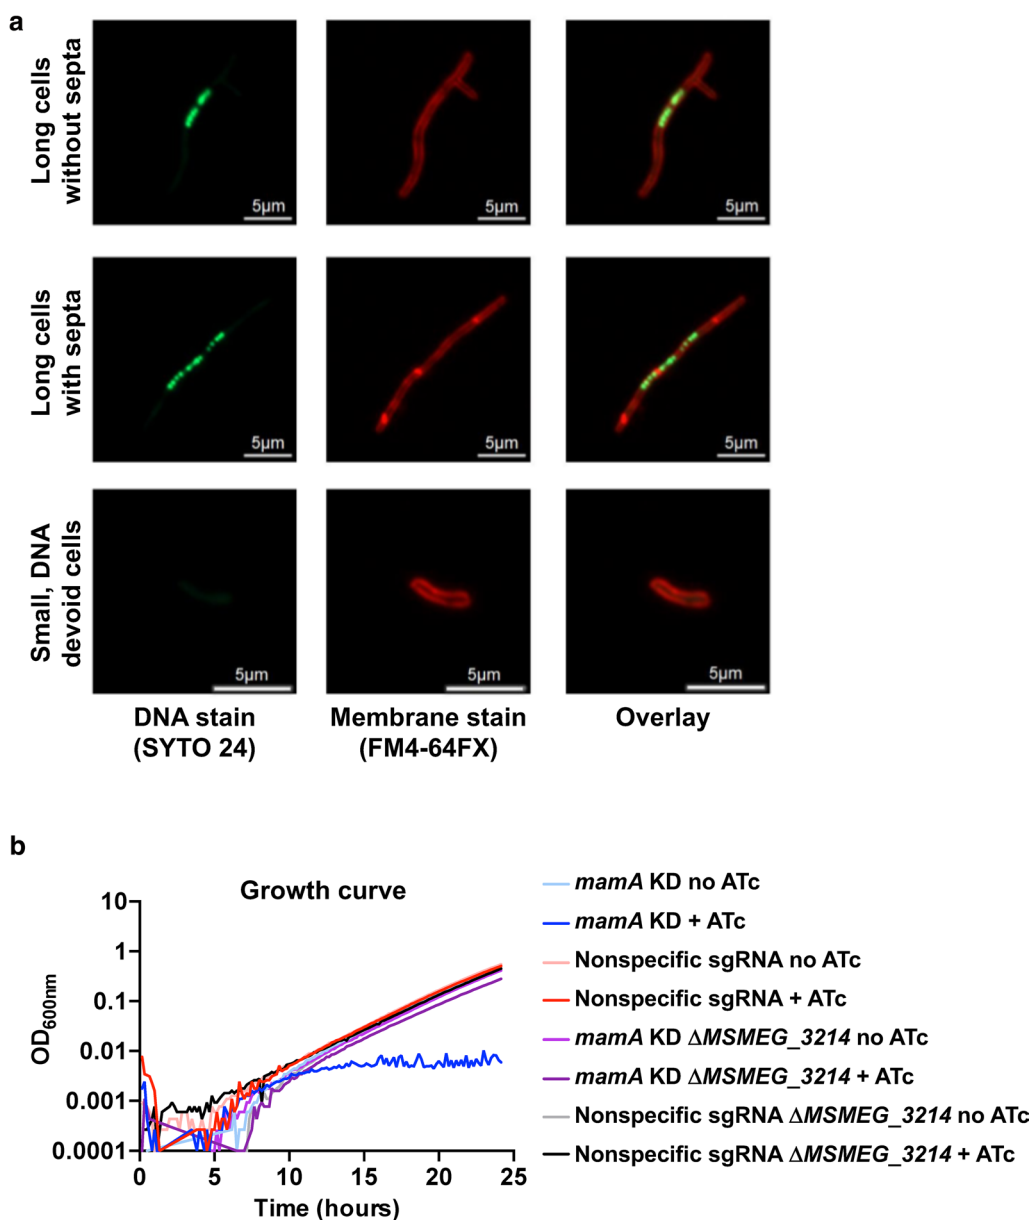 a
Long cells
without septa
5µm
5µm
5µm
Long cells
with septa
5µm
5µm
5µm
Small, DNA
devoid cells
5µm
5µm
5µm
DNA stain
(SYTO 24)
Membrane stain
(FM4-64FX)
Overlay
b
Growth curve
OD600nm
10
1
0.1
0.01
0.001
0.0001
0
5
10
15
20
25
Time (hours)
mamA KD no ATc
mamA KD + ATc
Nonspecific sgRNA no ATc
Nonspecific sgRNA + ATc
mamA KD ΔMSMEG_3214 no ATc
mamA KD ΔMSMEG_3214 + ATc
Nonspecific sgRNA ΔMSMEG_3214 no ATc
Nonspecific sgRNA ΔMSMEG_3214 + ATc